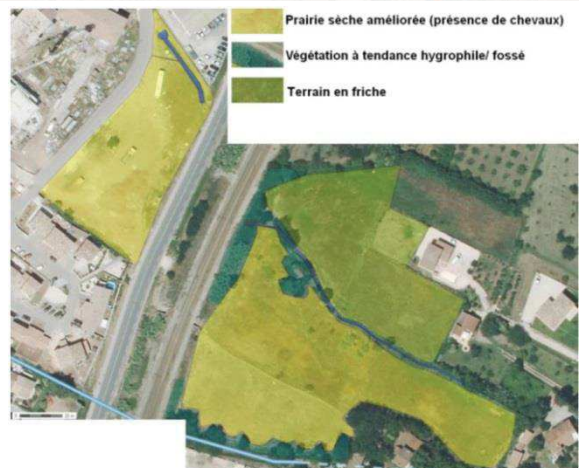 Prairie sèche améliorée (présence de chevaux)
Végétation à tendance hygrophile/ fossé
Terrain en friche